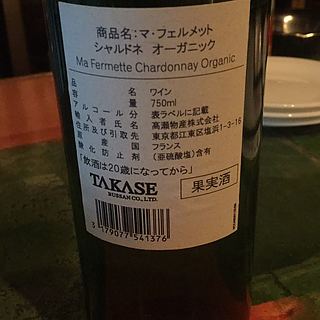 商品名:マ・フェルメット
シャルドネ オーガニック
Ma Fermette Chardonnay Organic
品名 ワイン
容量 750ml
アルコール分 表ラベルに記載
輸入者氏名 高瀬物産株式会社
住所及び引取先 東京都江東区塩浜1-3-16
原産国 フランス
酸化防止剤 (亜硫酸塩)含有
「飲酒は20歳になってから」
TAKASE
BUSSAN CO., LTD.
果実酒
3 179077 541376